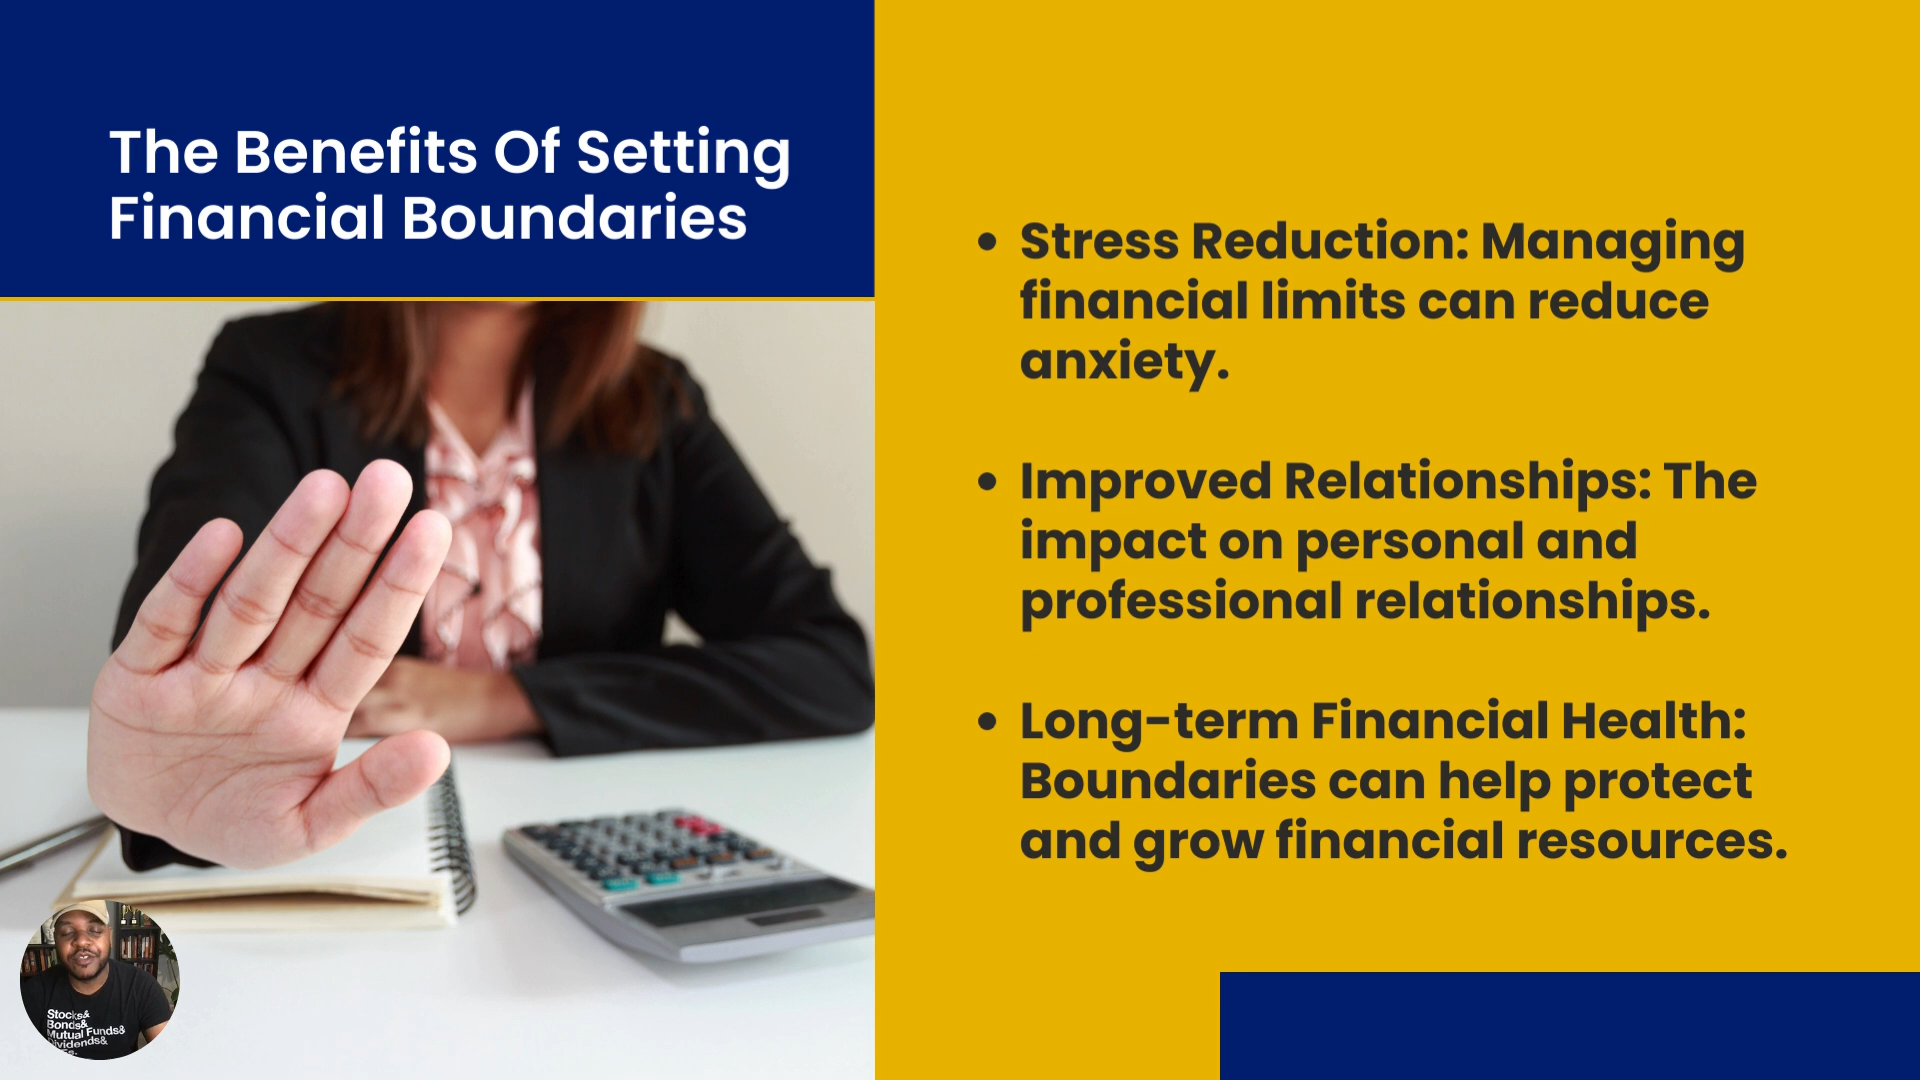 The Benefits Of Setting
Financial Boundaries
• Stress Reduction: Managing
financial limits can reduce
anxiety.
• Improved Relationships: The
impact on personal and
professional relationships.
• Long-term Financial Health:
Boundaries can help protect
and grow financial resources.
Stocks&
Bonds&
Mutual Funds&
Dividends&